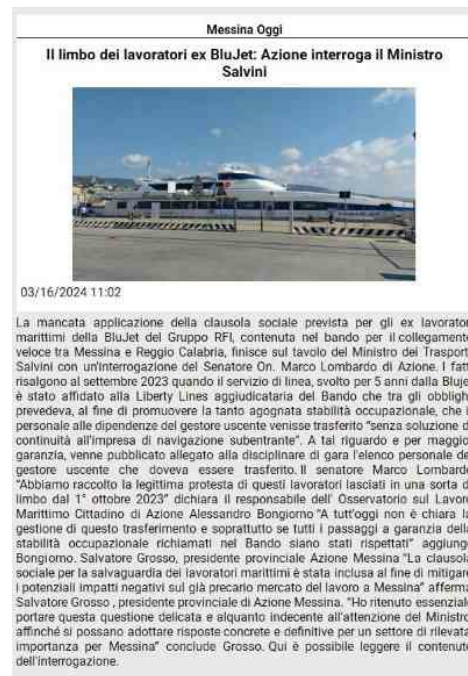 Messina Oggi
Il limbo dei lavoratori ex BluJet: Azione interroga il Ministro
Salvini
03/16/2024 11:02
La mancata applicazione della clausola sociale prevista per gli ex lavorator
marittimi della BluJet del Gruppo RFI, contenuta nel bando per il collegamento
veloce tra Messina e Reggio Calabria, finisce sul tavolo del Ministro dei Trasport
Salvini con un'interrogazione del Senatore On. Marco Lombardo di Azione. I fatt
risalgono al settembre 2023 quando il servizio di linea, svolto per 5 anni dalla Bluje
è stato affidato alla Liberty Lines aggiudicataria del Bando che tra gli obblighi
prevedeva, al fine di promuovere la tanto agognata stabilità occupazionale, che i
personale alle dipendenze del gestore uscente venisse trasferito "senza soluzione d
continuità all'impresa di navigazione subentrante". A tal riguardo e per maggio
garanzia, venne pubblicato allegato alla disciplinare di gara l'elenco personale de
gestore uscente che doveva essere trasferito. Il senatore Marco Lombardo
"Abbiamo raccolto la legittima protesta di questi lavoratori lasciati in una sorta d
limbo dal 1° ottobre 2023" dichiara il responsabile dell' Osservatorio sul Lavoro
Marittimo Cittadino di Azione Alessandro Bongiorno "A tutt'oggi non è chiara la
gestione di questo trasferimento e soprattutto se tutti i passaggi a garanzia della
stabilità occupazionale richiamati nel Bando siano stati rispettati" aggiunge
Bongiorno. Salvatore Grosso, presidente provinciale Azione Messina "La clausola
sociale per la salvaguardia dei lavoratori marittimi è stata inclusa al fine di mitigare
i potenziali impatti negativi sul già precario mercato del lavoro a Messina" afferma
Salvatore Grosso , presidente provinciale di Azione Messina. "Ho ritenuto essenziale
portare questa questione delicata e alquanto indecente all'attenzione del Ministro
affinché si possano adottare risposte concrete e definitive per un settore di rilevata
importanza per Messina" conclude Grosso. Qui è possibile leggere il contenuto
dell'interrogazione.